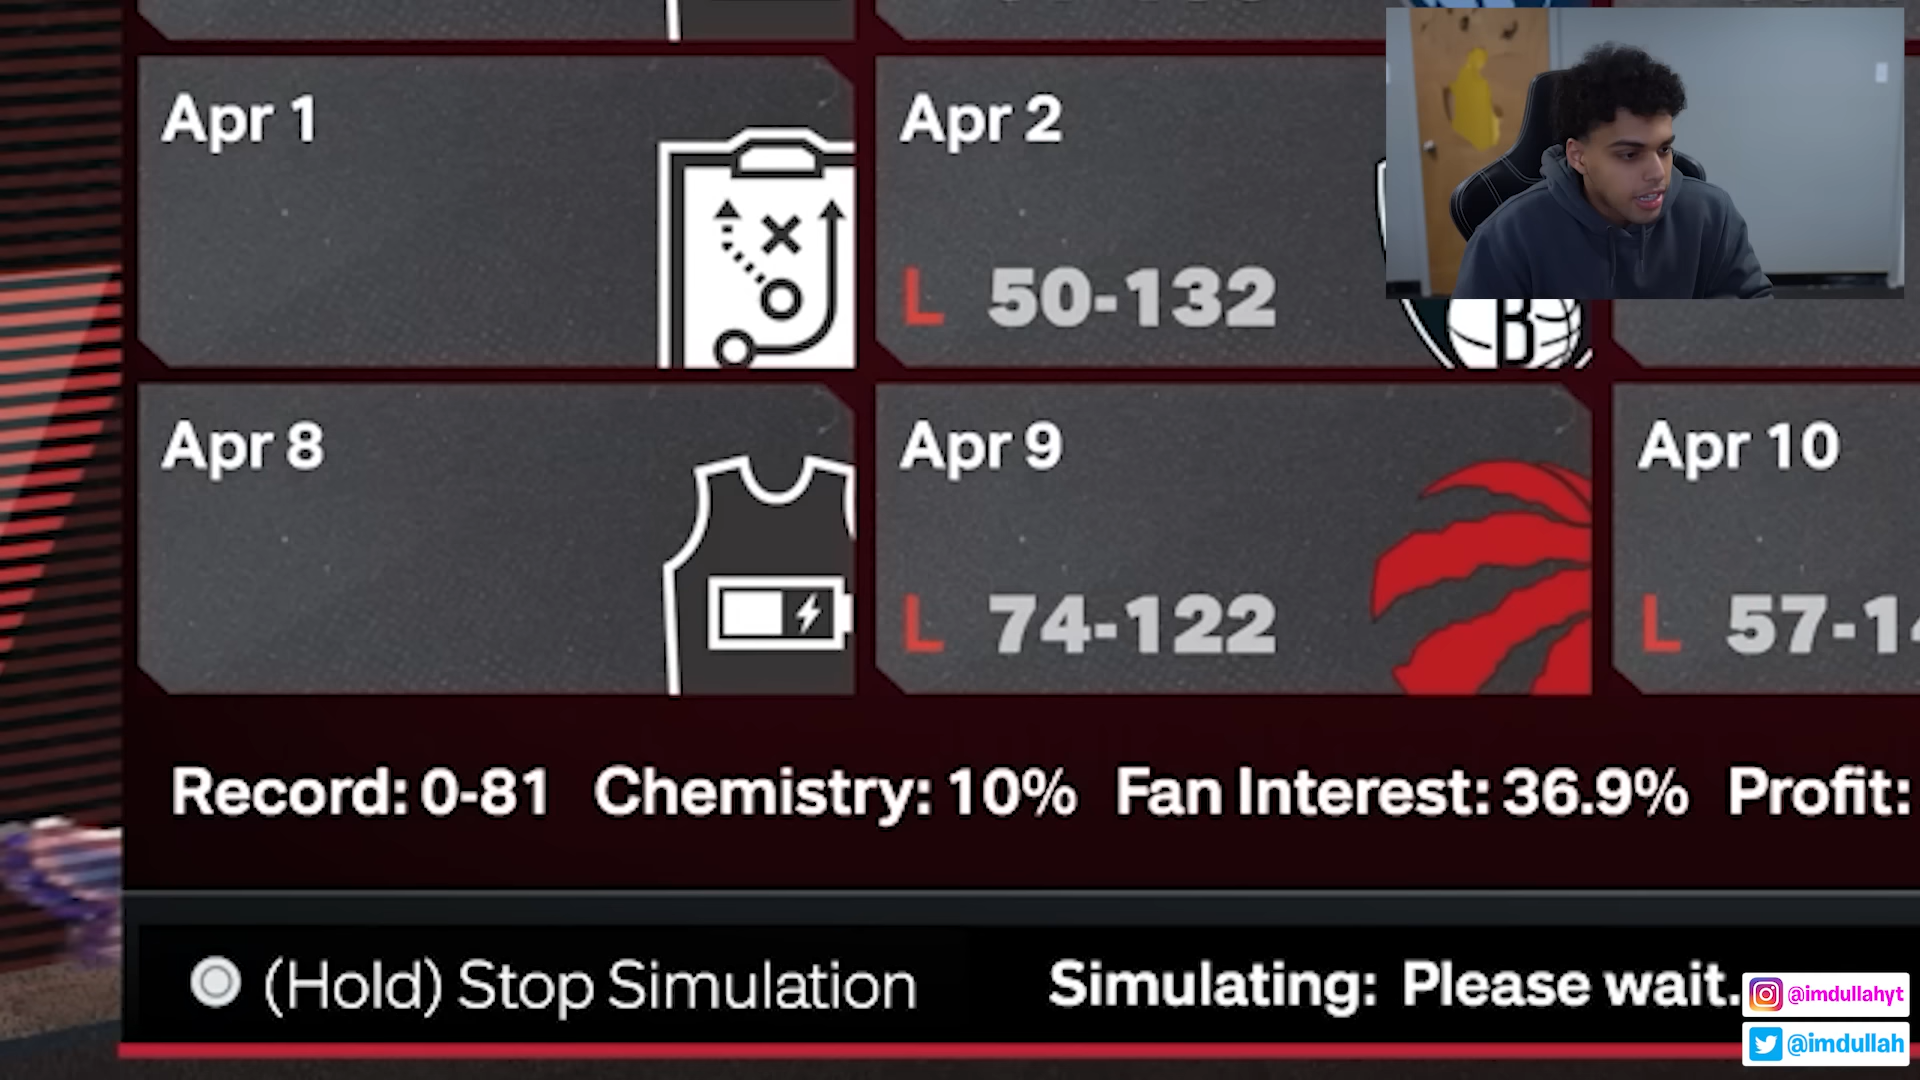 Apr 1
Apr 2
L 50-132
B
Apr 8
Apr 9
Apr 10
L 74-122
L
Record: 0-81 Chemistry: 10% Fan Interest: 36.9% Profit:
(Hold) Stop Simulation
Simulating: Please wait.
@imdullahyt
@imdullah